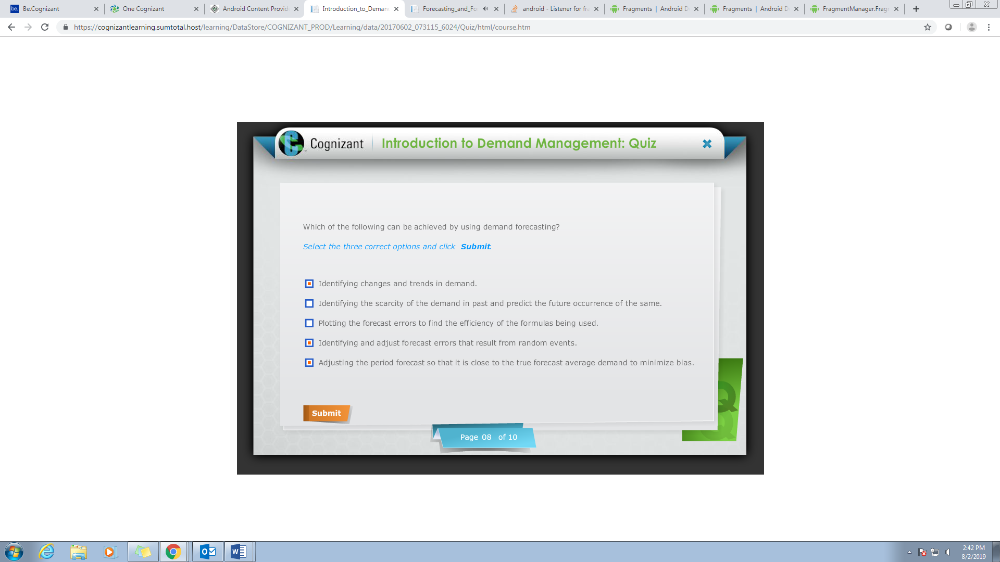 Be.Cognizant
One Cognizant
Android Content Provid
Introduction_to_Deman
Forecasting_and_Fo
android - Listener for fra
Fragments | Android D
Fragments | Android D
FragmentManager.Frag
https://cognizantlearning.sumtotal.host/learning/DataStore/COGNIZANT_PROD/Learning/data/20170602_073115_6024/Quiz/html/course.htm
Cognizant
Introduction to Demand Management: Quiz
Which of the following can be achieved by using demand forecasting?
Select the three correct options and click Submit.
Identifying changes and trends in demand.
Identifying the scarcity of the demand in past and predict the future occurrence of the same.
Plotting the forecast errors to find the efficiency of the formulas being used.
Identifying and adjust forecast errors that result from random events.
Adjusting the period forecast so that it is close to the true forecast average demand to minimize bias.
Submit
Page 08 of 10
2:42 PM
8/2/2019